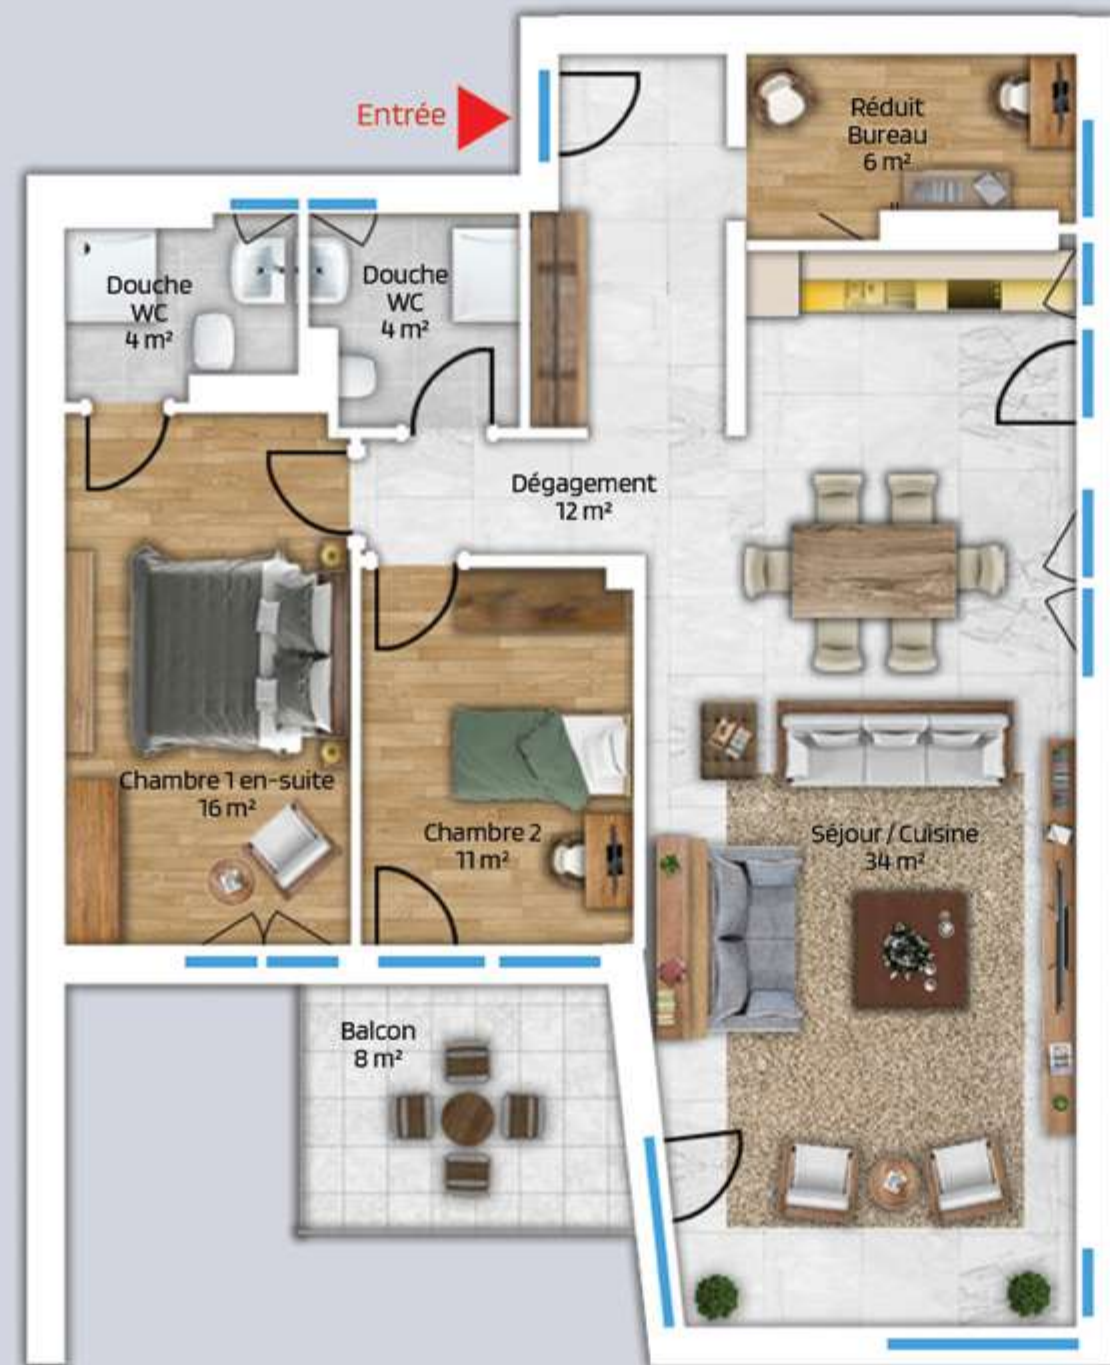 Entrée
Réduit
Bureau
6 m²
Douche
WC
4 m²
Douche
WC
4 m²
Dégagement
12 m²
Chambre 1 en-suite
16 m²
Chambre 2
11 m²
Séjour / Cuisine
34 m²
Balcon
8 m²